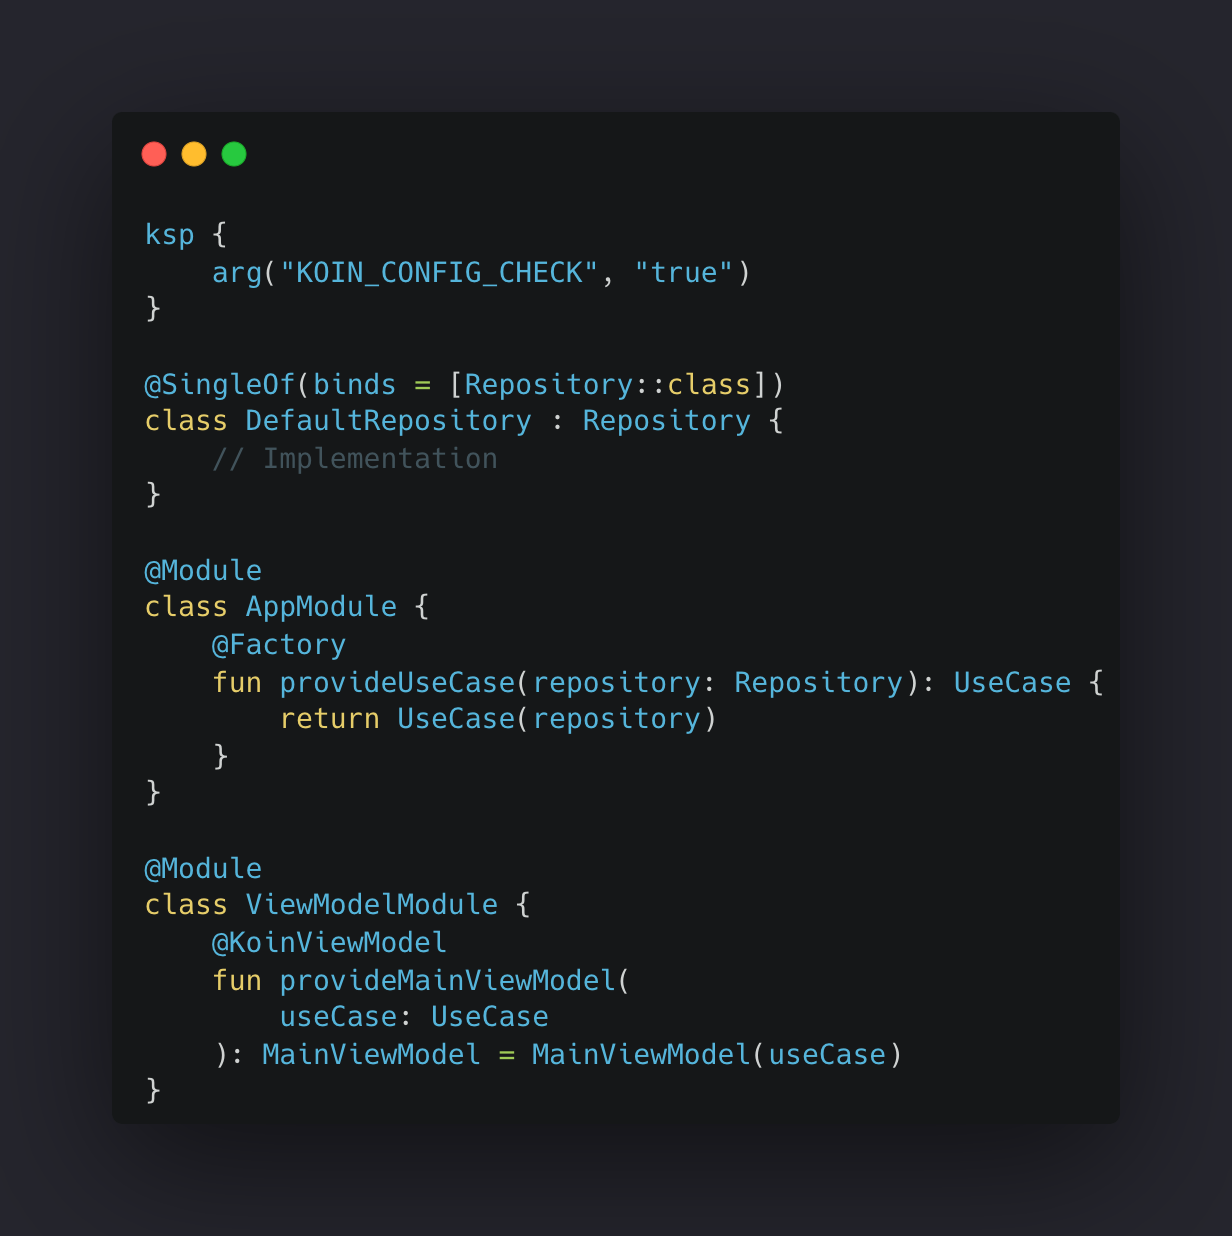 ksp {
    arg("KOIN_CONFIG_CHECK", "true")
}

@SingleOf(binds = [Repository::class])
class DefaultRepository : Repository {
    // Implementation
}

@Module
class AppModule {
    @Factory
    fun provideUseCase(repository: Repository): UseCase {
        return UseCase(repository)
    }
}

@Module
class ViewModelModule {
    @KoinViewModel
    fun provideMainViewModel(
        useCase: UseCase
    ): MainViewModel = MainViewModel(useCase)
}